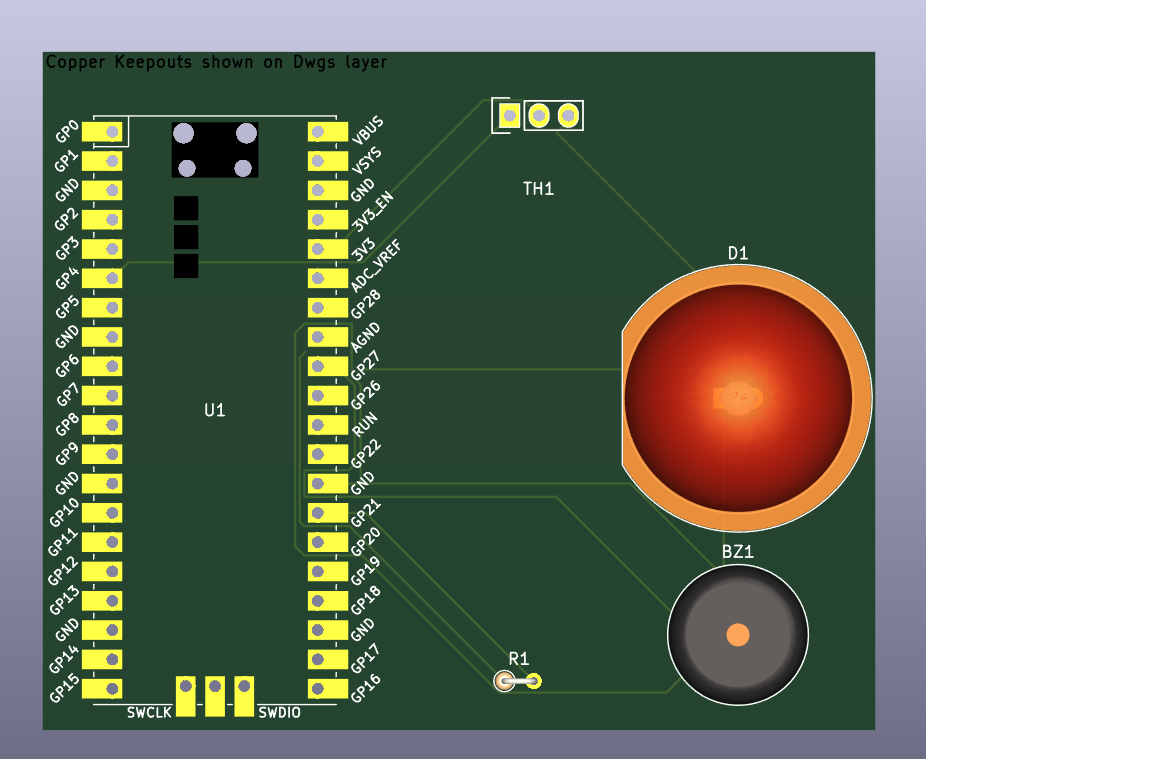 Copper Keepouts shown on Dwgs layer
GP0
GP1
GND
GP2
GP3
GP4
GP5
GND
GP6
GP7
GP8
GP9
GND
GP10
GP11
GP12
GP13
GND
GP14
GP15
U1
SWCLK
SWDIO
VBUS
VSYS
GND
3V3_EN
3V3
ADC_VREF
GP28
AGND
GP27
GP26
RUN
GP22
GND
GP21
GP20
GP19
GP18
GND
GP17
GP16
TH1
D1
BZ1
R1